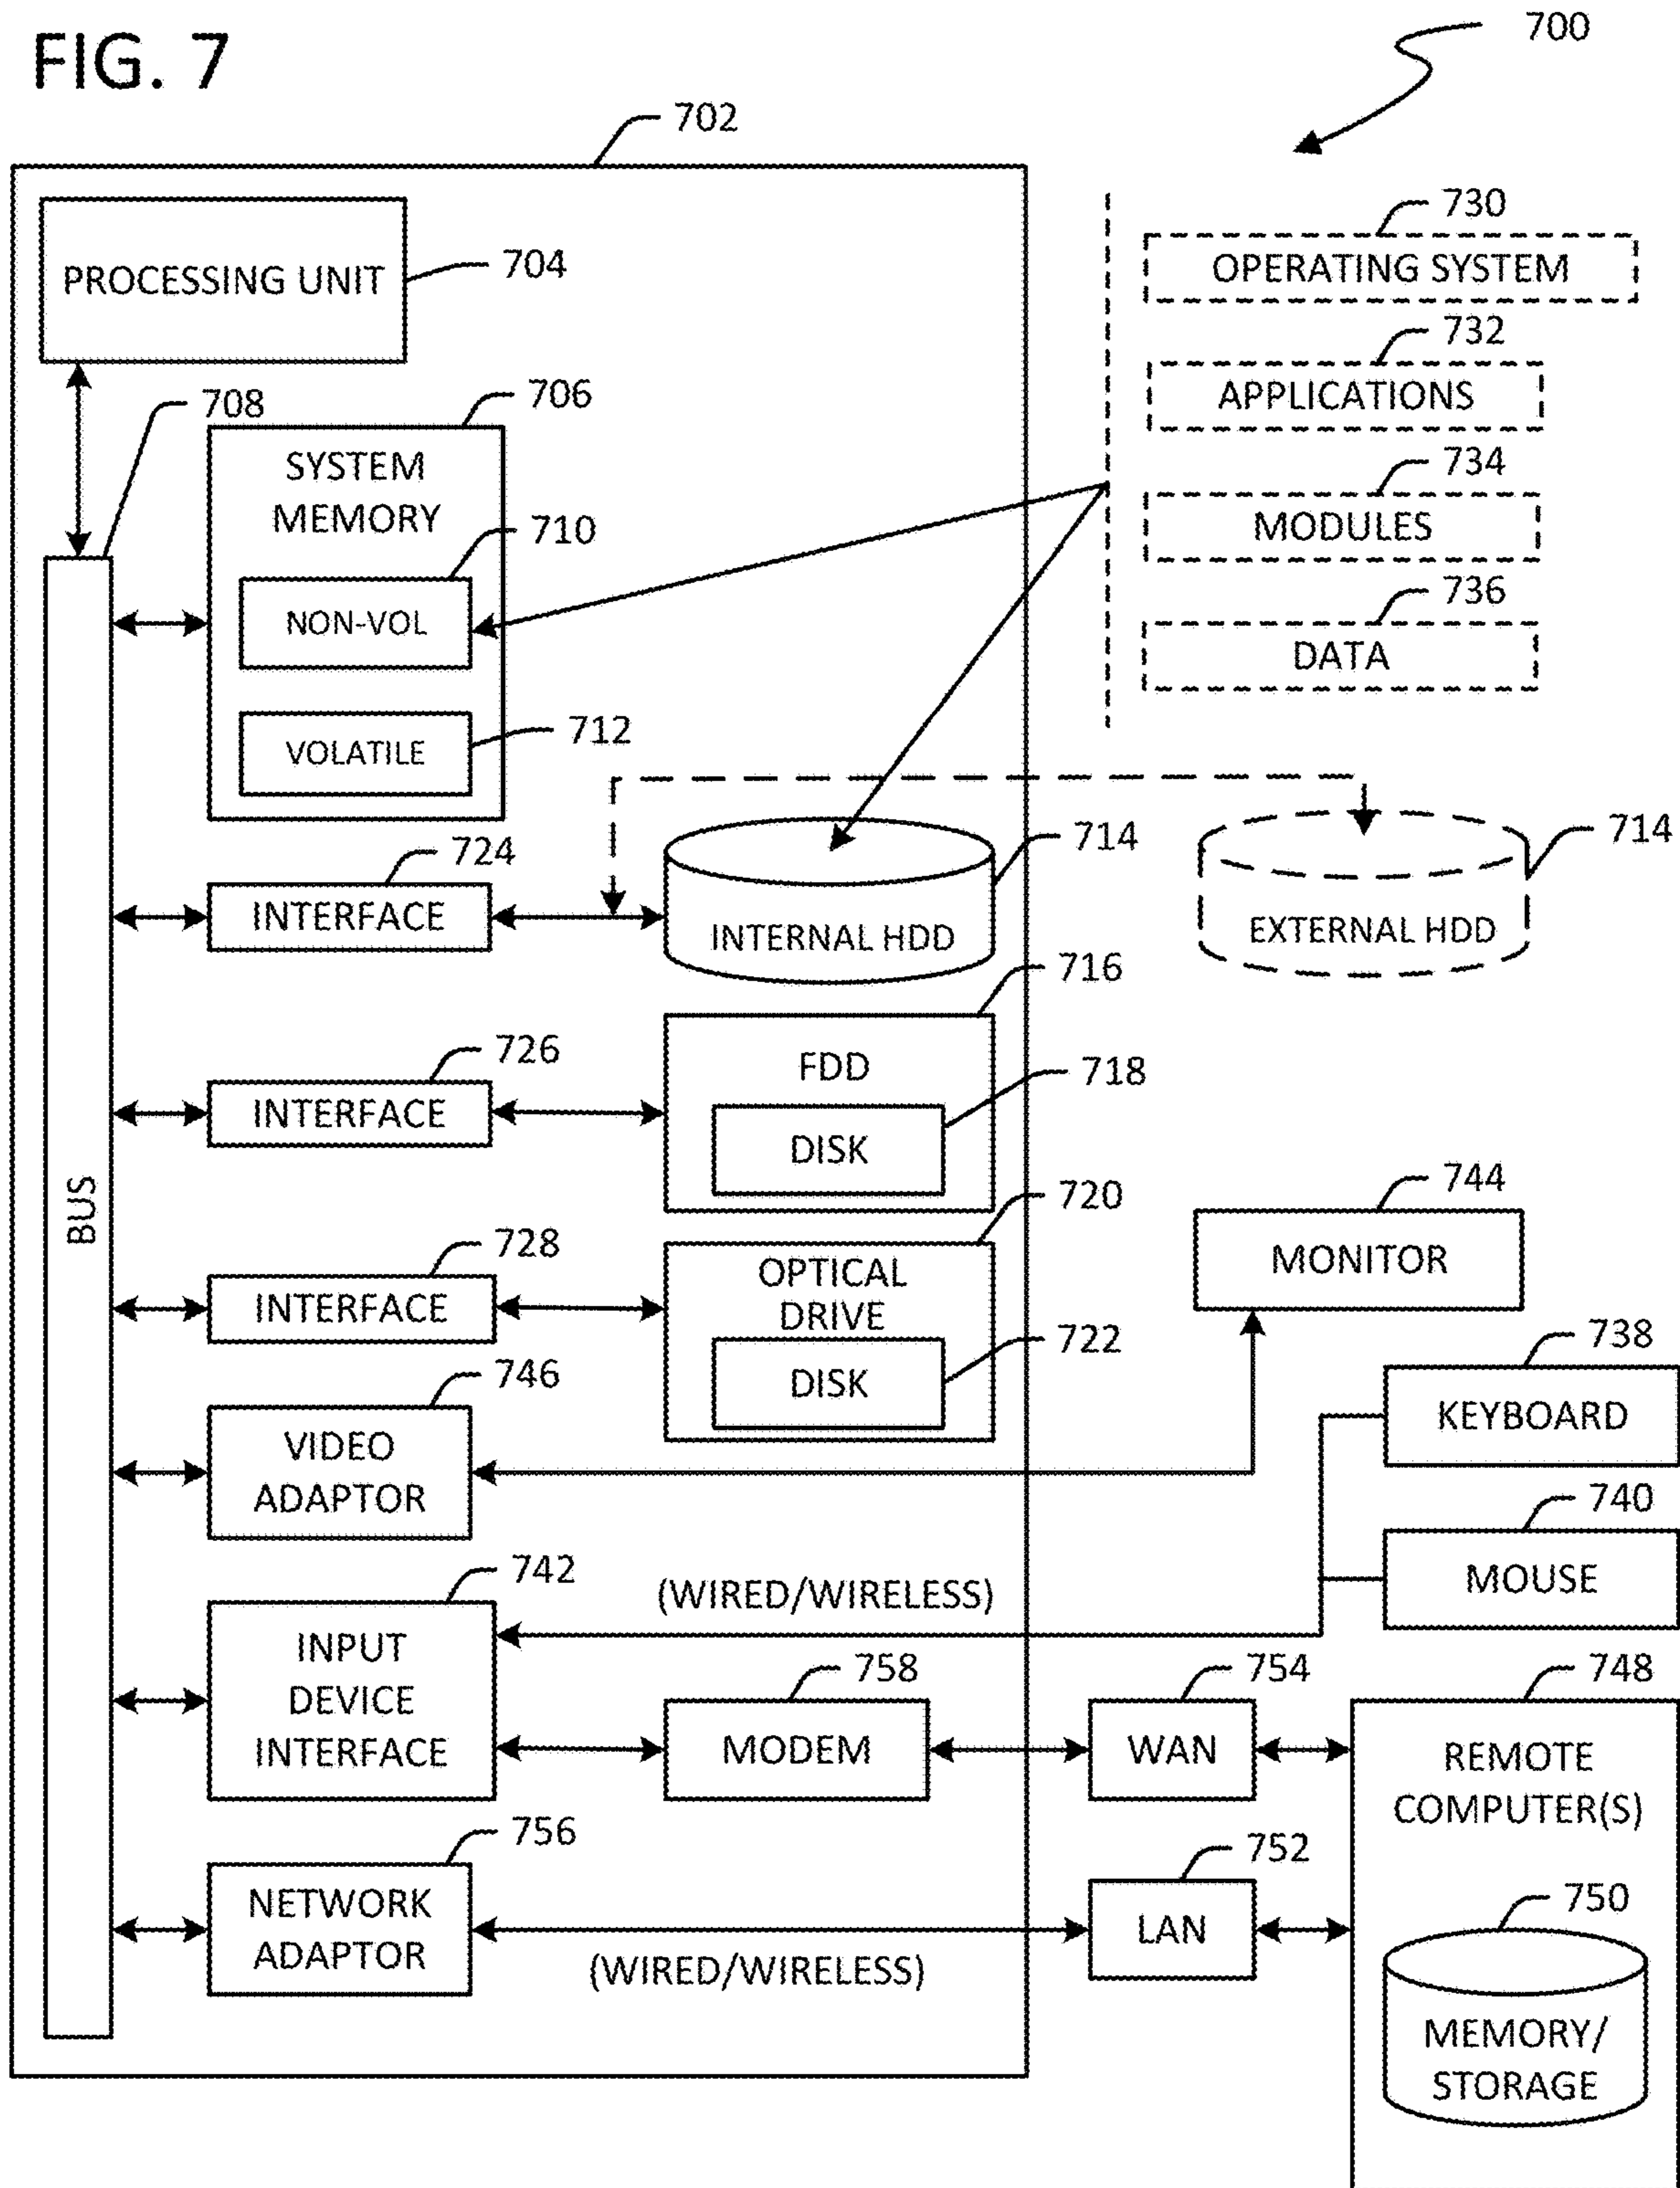 FIG. 7
700
702
PROCESSING UNIT
704
730
OPERATING SYSTEM
732
APPLICATIONS
734
MODULES
736
DATA
708
706
SYSTEM
MEMORY
710
NON-VOL
712
VOLATILE
724
INTERFACE
714
INTERNAL HDD
714
EXTERNAL HDD
716
726
INTERFACE
FDD
718
DISK
BUS
720
728
INTERFACE
OPTICAL
DRIVE
722
DISK
744
MONITOR
738
KEYBOARD
746
VIDEO
ADAPTOR
740
MOUSE
742
(WIRED/WIRELESS)
INPUT
DEVICE
INTERFACE
758
MODEM
754
WAN
748
REMOTE
COMPUTER(S)
756
NETWORK
ADAPTOR
(WIRED/WIRELESS)
752
LAN
750
MEMORY/
STORAGE